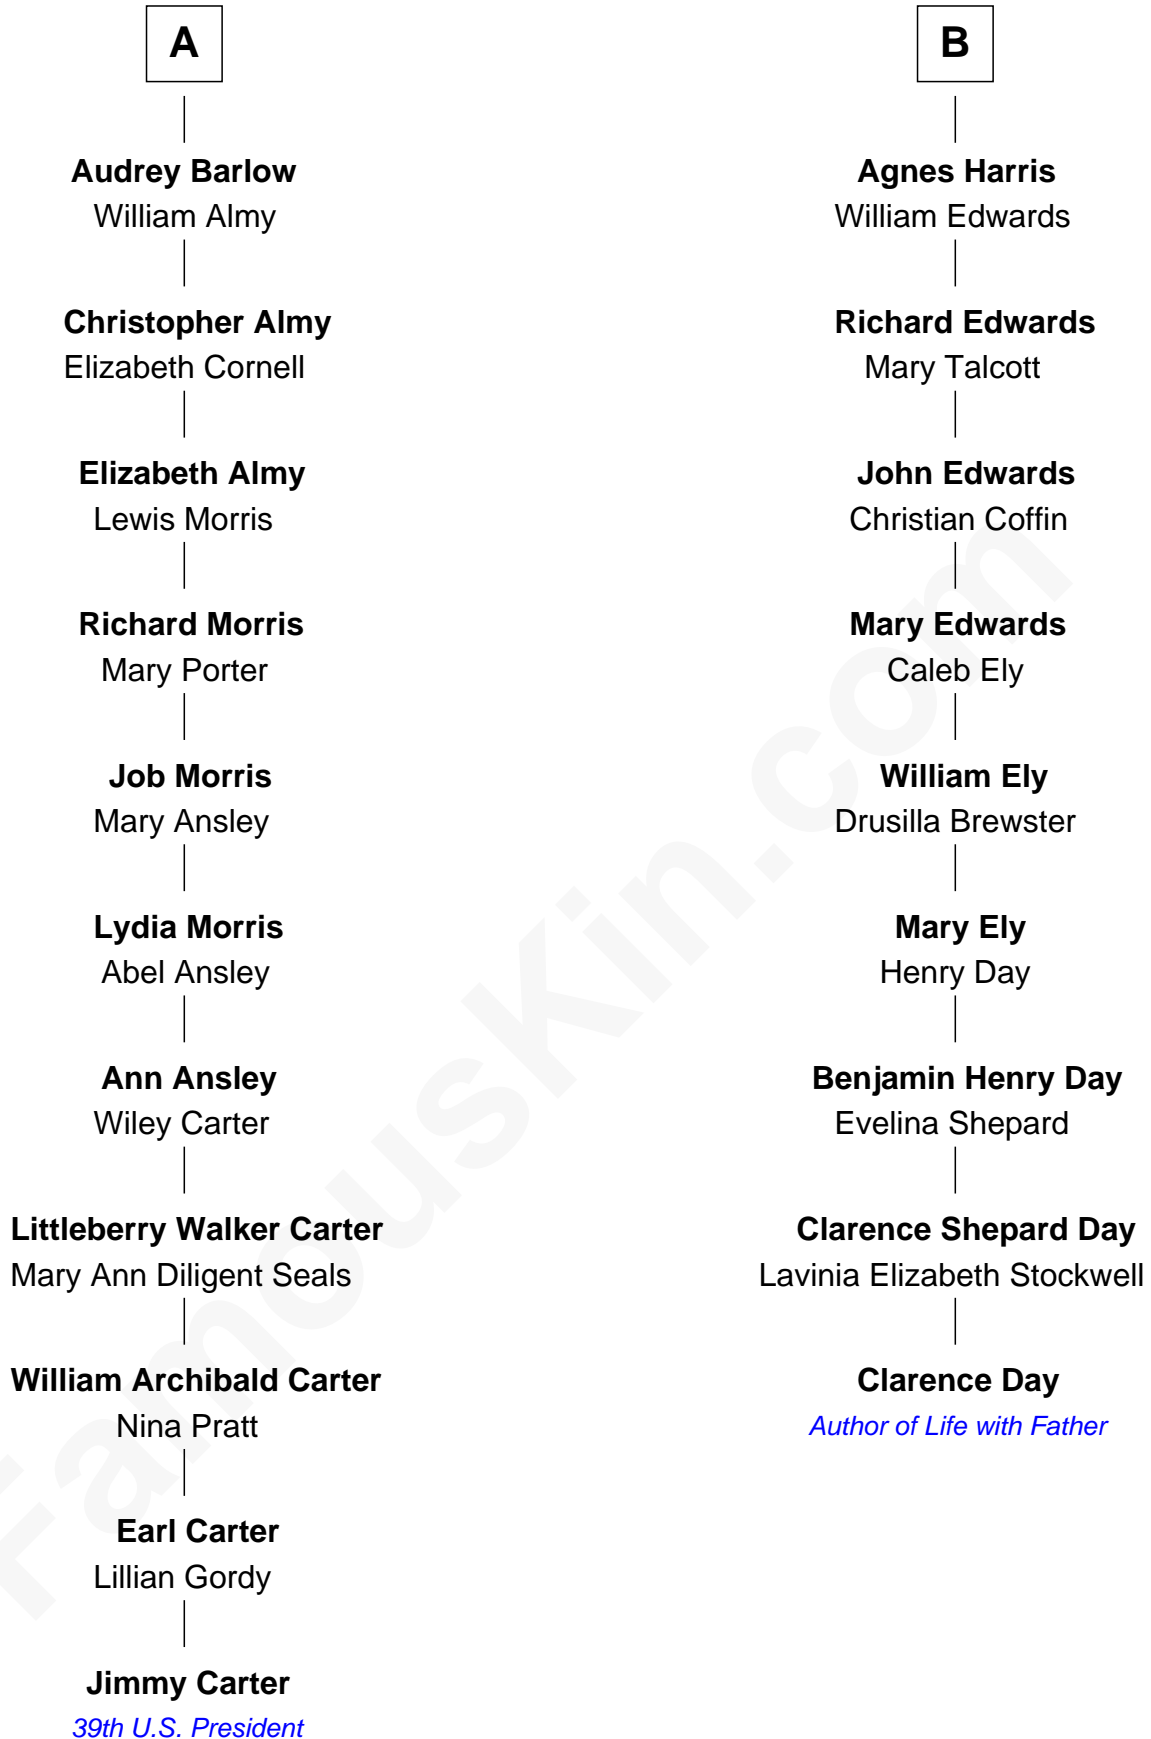 A
Audrey Barlow
William Almy
Christopher Almy
Elizabeth Cornell
Elizabeth Almy
Lewis Morris
Richard Morris
Mary Porter
Job Morris
Mary Ansley
Lydia Morris
Abel Ansley
Ann Ansley
Wiley Carter
Littleberry Walker Carter
Mary Ann Diligent Seals
William Archibald Carter
Nina Pratt
Earl Carter
Lillian Gordy
Jimmy Carter
39th U.S. President
B
Agnes Harris
William Edwards
Richard Edwards
Mary Talcott
John Edwards
Christian Coffin
Mary Edwards
Caleb Ely
William Ely
Drusilla Brewster
Mary Ely
Henry Day
Benjamin Henry Day
Evelina Shepard
Clarence Shepard Day
Lavinia Elizabeth Stockwell
Clarence Day
Author of Life with Father
FamousKin.com